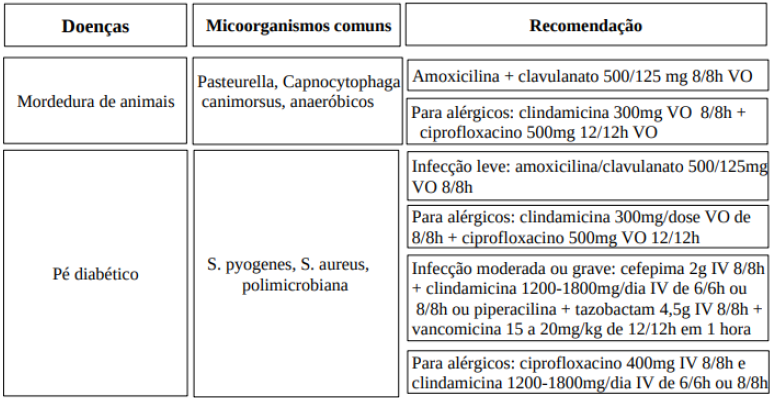 Doenças
Micoorganismos comuns
Recomendação
Mordedura de animais
Pasteurella, Capnocytophaga
canimorsus, anaeróbicos
Amoxicilina + clavulanato 500/125 mg 8/8h VO
Para alérgicos: clindamicina 300mg VO 8/8h +
ciprofloxacino 500mg 12/12h VO
Pé diabético
S. pyogenes, S. aureus,
polimicrobiana
Infecção leve: amoxicilina/clavulanato 500/125mg
VO 8/8h
Para alérgicos: clindamicina 300mg/dose VO de
8/8h + ciprofloxacino 500mg VO 12/12h
Infecção moderada ou grave: cefepima 2g IV 8/8h
+ clindamicina 1200-1800mg/dia IV de 6/6h ou
8/8h ou piperacilina + tazobactam 4,5g IV 8/8h +
vancomicina 15 a 20mg/kg de 12/12h em 1 hora
Para alérgicos: ciprofloxacino 400mg IV 8/8h e
clindamicina 1200-1800mg/dia IV de 6/6h ou 8/8h